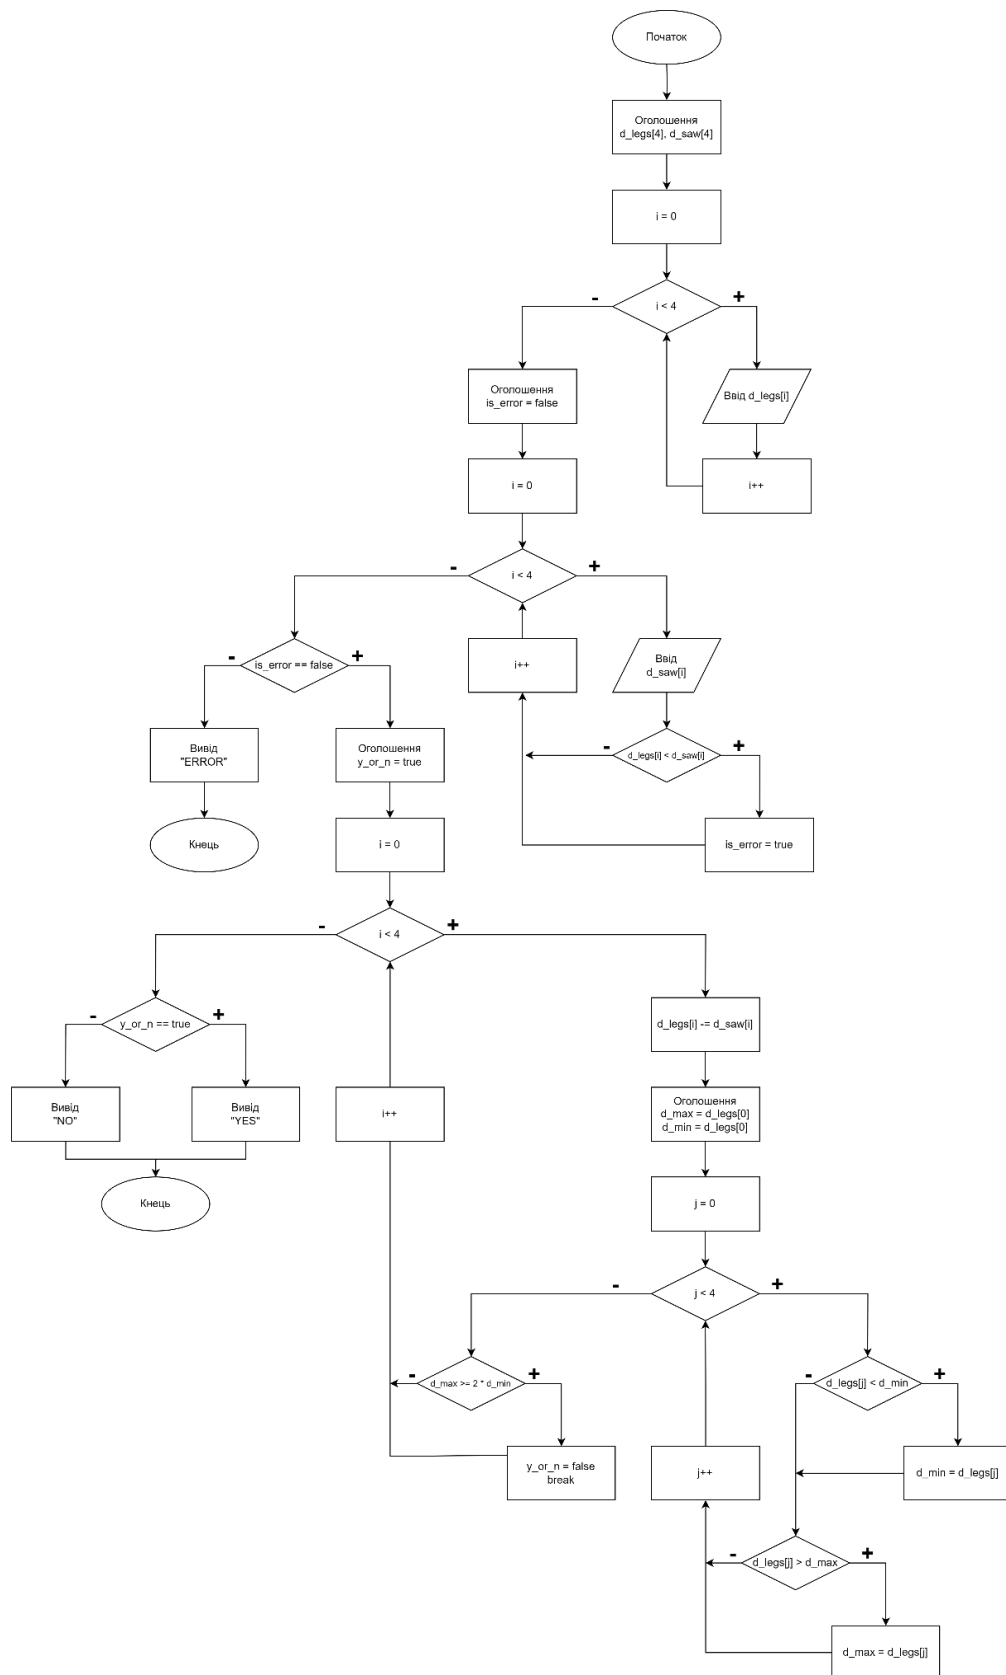 Початок
Оголошення
d_legs[4], d_saw[4]
i = 0
i < 4
-
+
Оголошення
is_error = false
Ввід d_legs[i]
i = 0
i++
i < 4
-
+
is_error == false
-
+
i++
Ввід
d_saw[i]
Вивід
"ERROR"
Оголошення
y_or_n = true
d_legs[i] < d_saw[i]
-
+
Кнець
i = 0
is_error = true
i < 4
-
+
y_or_n == true
-
+
d_legs[i] -= d_saw[i]
Вивід
"NO"
Вивід
"YES"
i++
Оголошення
d_max = d_legs[0]
d_min = d_legs[0]
Кнець
j = 0
j < 4
-
+
d_max >= 2 * d_min
-
+
d_legs[j] < d_min
-
+
y_or_n = false
break
j++
d_min = d_legs[j]
d_legs[j] > d_max
-
+
d_max = d_legs[j]